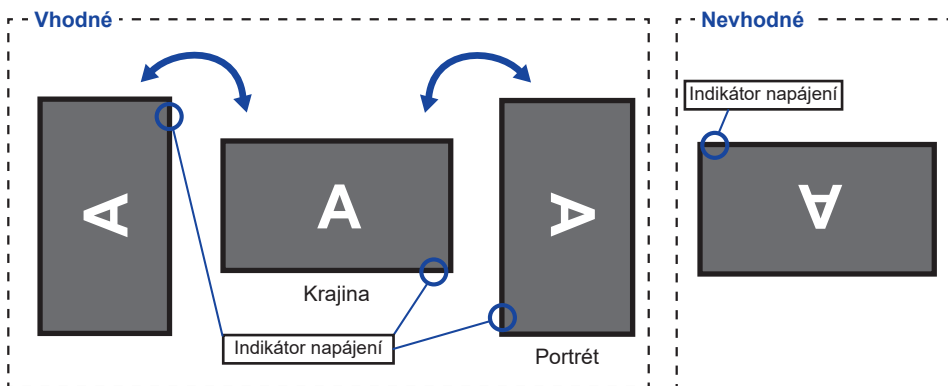 Vhodné
Nevhodné
Indikátor napájení
A
A
A
A
Krajina
Indikátor napájení
Portrét